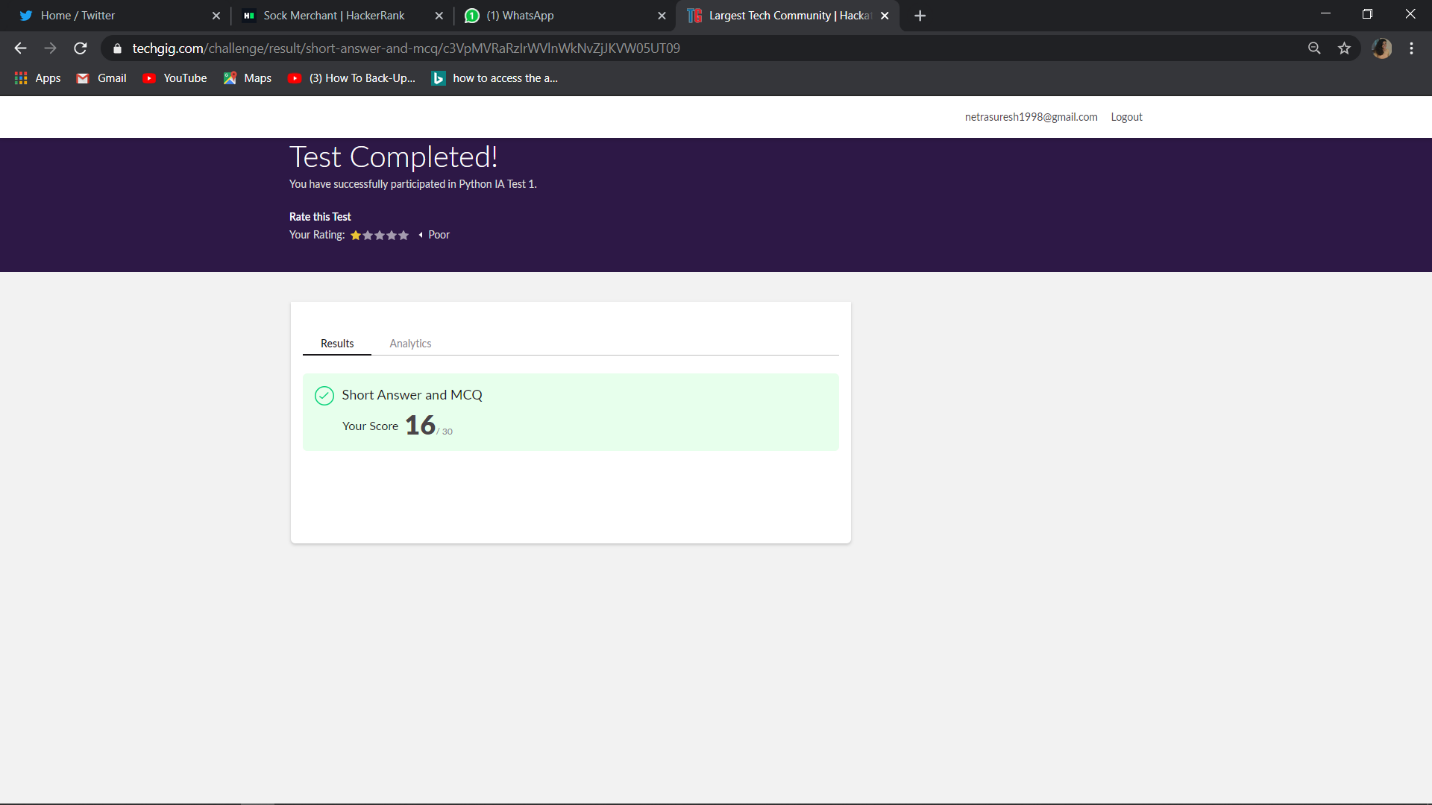 Home / Twitter
Sock Merchant | HackerRank
(1) WhatsApp
Largest Tech Community | Hacka
techgig.com/challenge/result/short-answer-and-mcq/c3VpMVRaRzlrWVlnWkNvZjJKVW05UT09
Apps
Gmail
YouTube
Maps
(3) How To Back-Up...
how to access the a...
netrasuresh1998@gmail.com Logout
Test Completed!
You have successfully participated in Python IA Test 1.
Rate this Test
Your Rating: Poor
Results Analytics
Short Answer and MCQ
Your Score 16 / 30